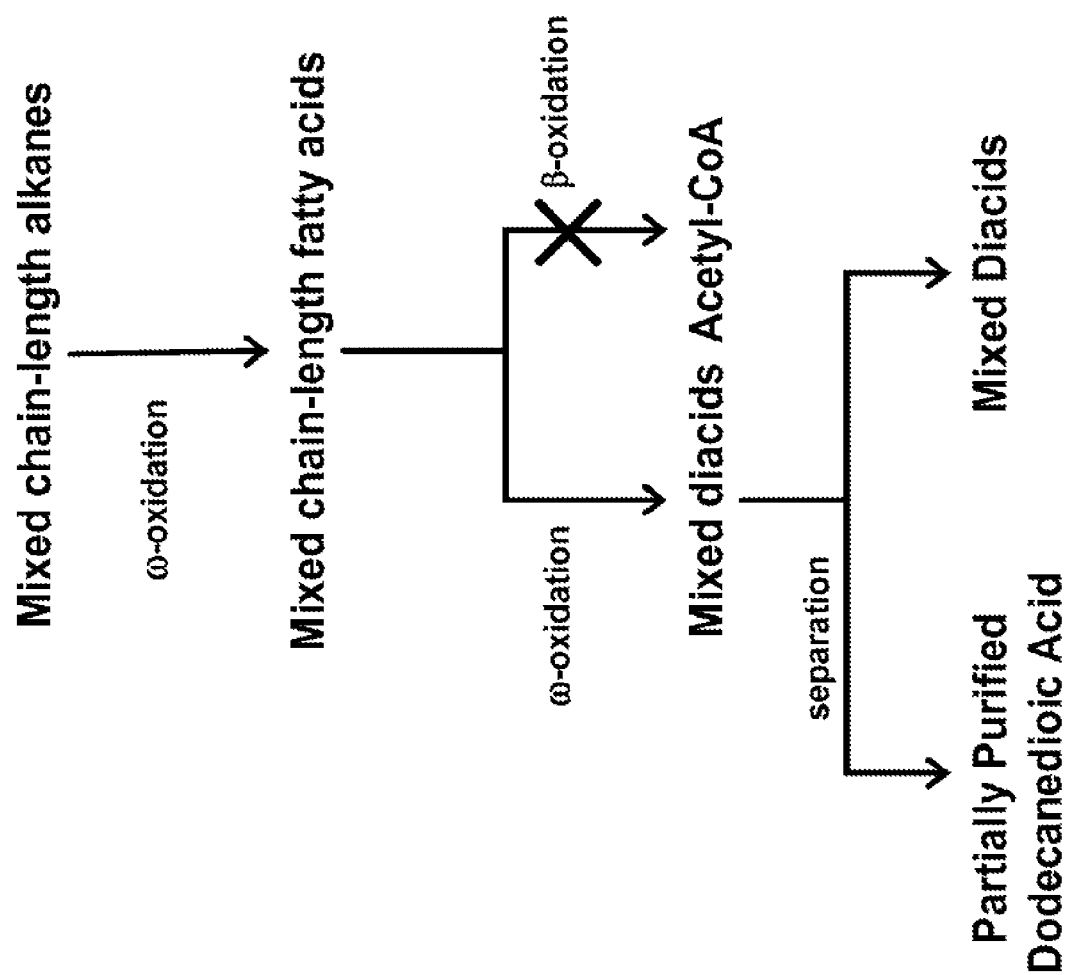 Mixed chain-length alkanes
ω-oxidation
Mixed chain-length fatty acids
ω-oxidation
β-oxidation
Mixed diacids Acetyl-CoA
separation
Partially Purified
Dodecanedioic Acid
Mixed Diacids